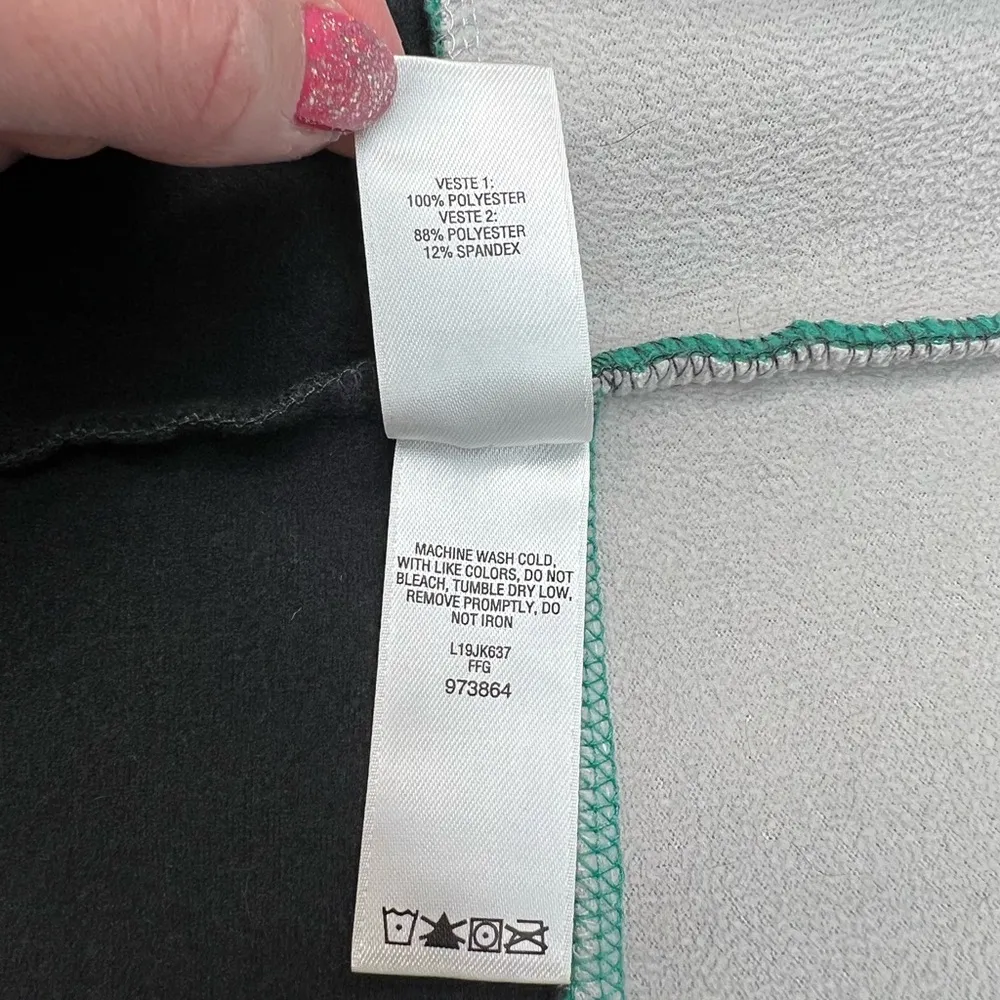 VESTE 1:
100% POLYESTER
VESTE 2:
88% POLYESTER
12% SPANDEX
MACHINE WASH COLD,
WITH LIKE COLORS, DO NOT
BLEACH, TUMBLE DRY LOW,
REMOVE PROMPTLY, DO
NOT IRON
L19JK637
FFG
973864